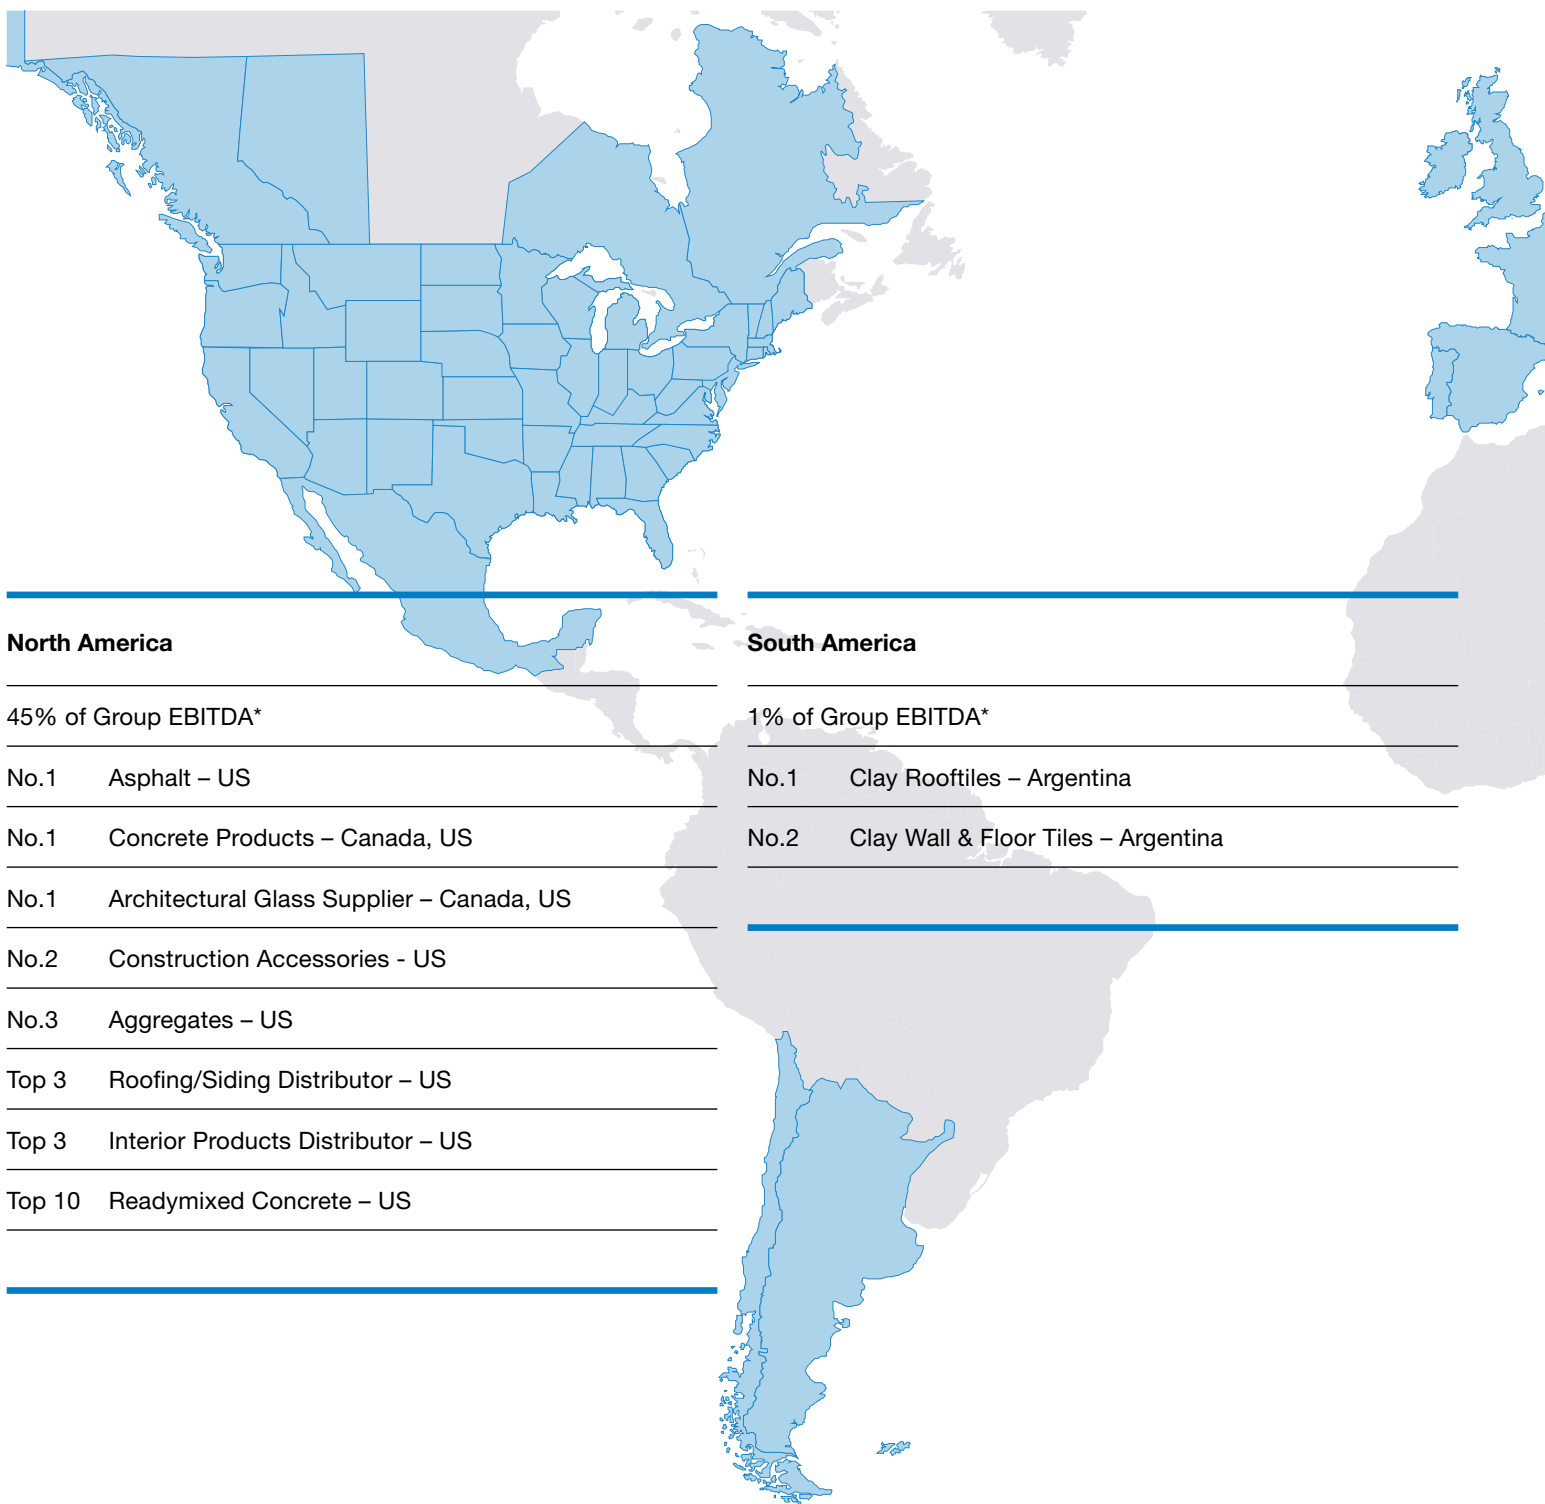 North America
45% of Group EBITDA*
No.1 Asphalt – US
No.1 Concrete Products – Canada, US
No.1 Architectural Glass Supplier – Canada, US
No.2 Construction Accessories - US
No.3 Aggregates – US
Top 3 Roofing/Siding Distributor – US
Top 3 Interior Products Distributor – US
Top 10 Readymixed Concrete – US
South America
1% of Group EBITDA*
No.1 Clay Rooftiles – Argentina
No.2 Clay Wall & Floor Tiles – Argentina